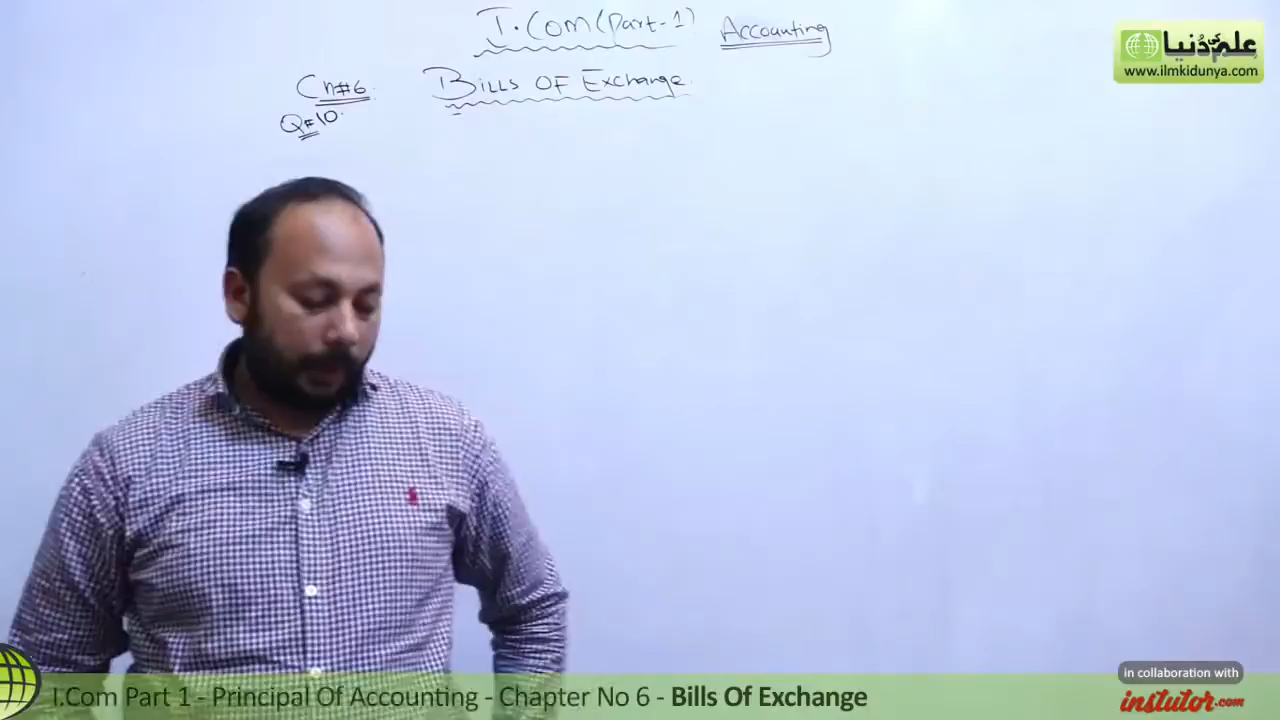 I.Com (Part-1) Accounting
Ch#6 Bills Of Exchange
Q#10
علم کی دُنیا
www.ilmkidunya.com
In collaboration with
instutor.com
I.Com Part 1 - Principal Of Accounting - Chapter No 6 - Bills Of Exchange